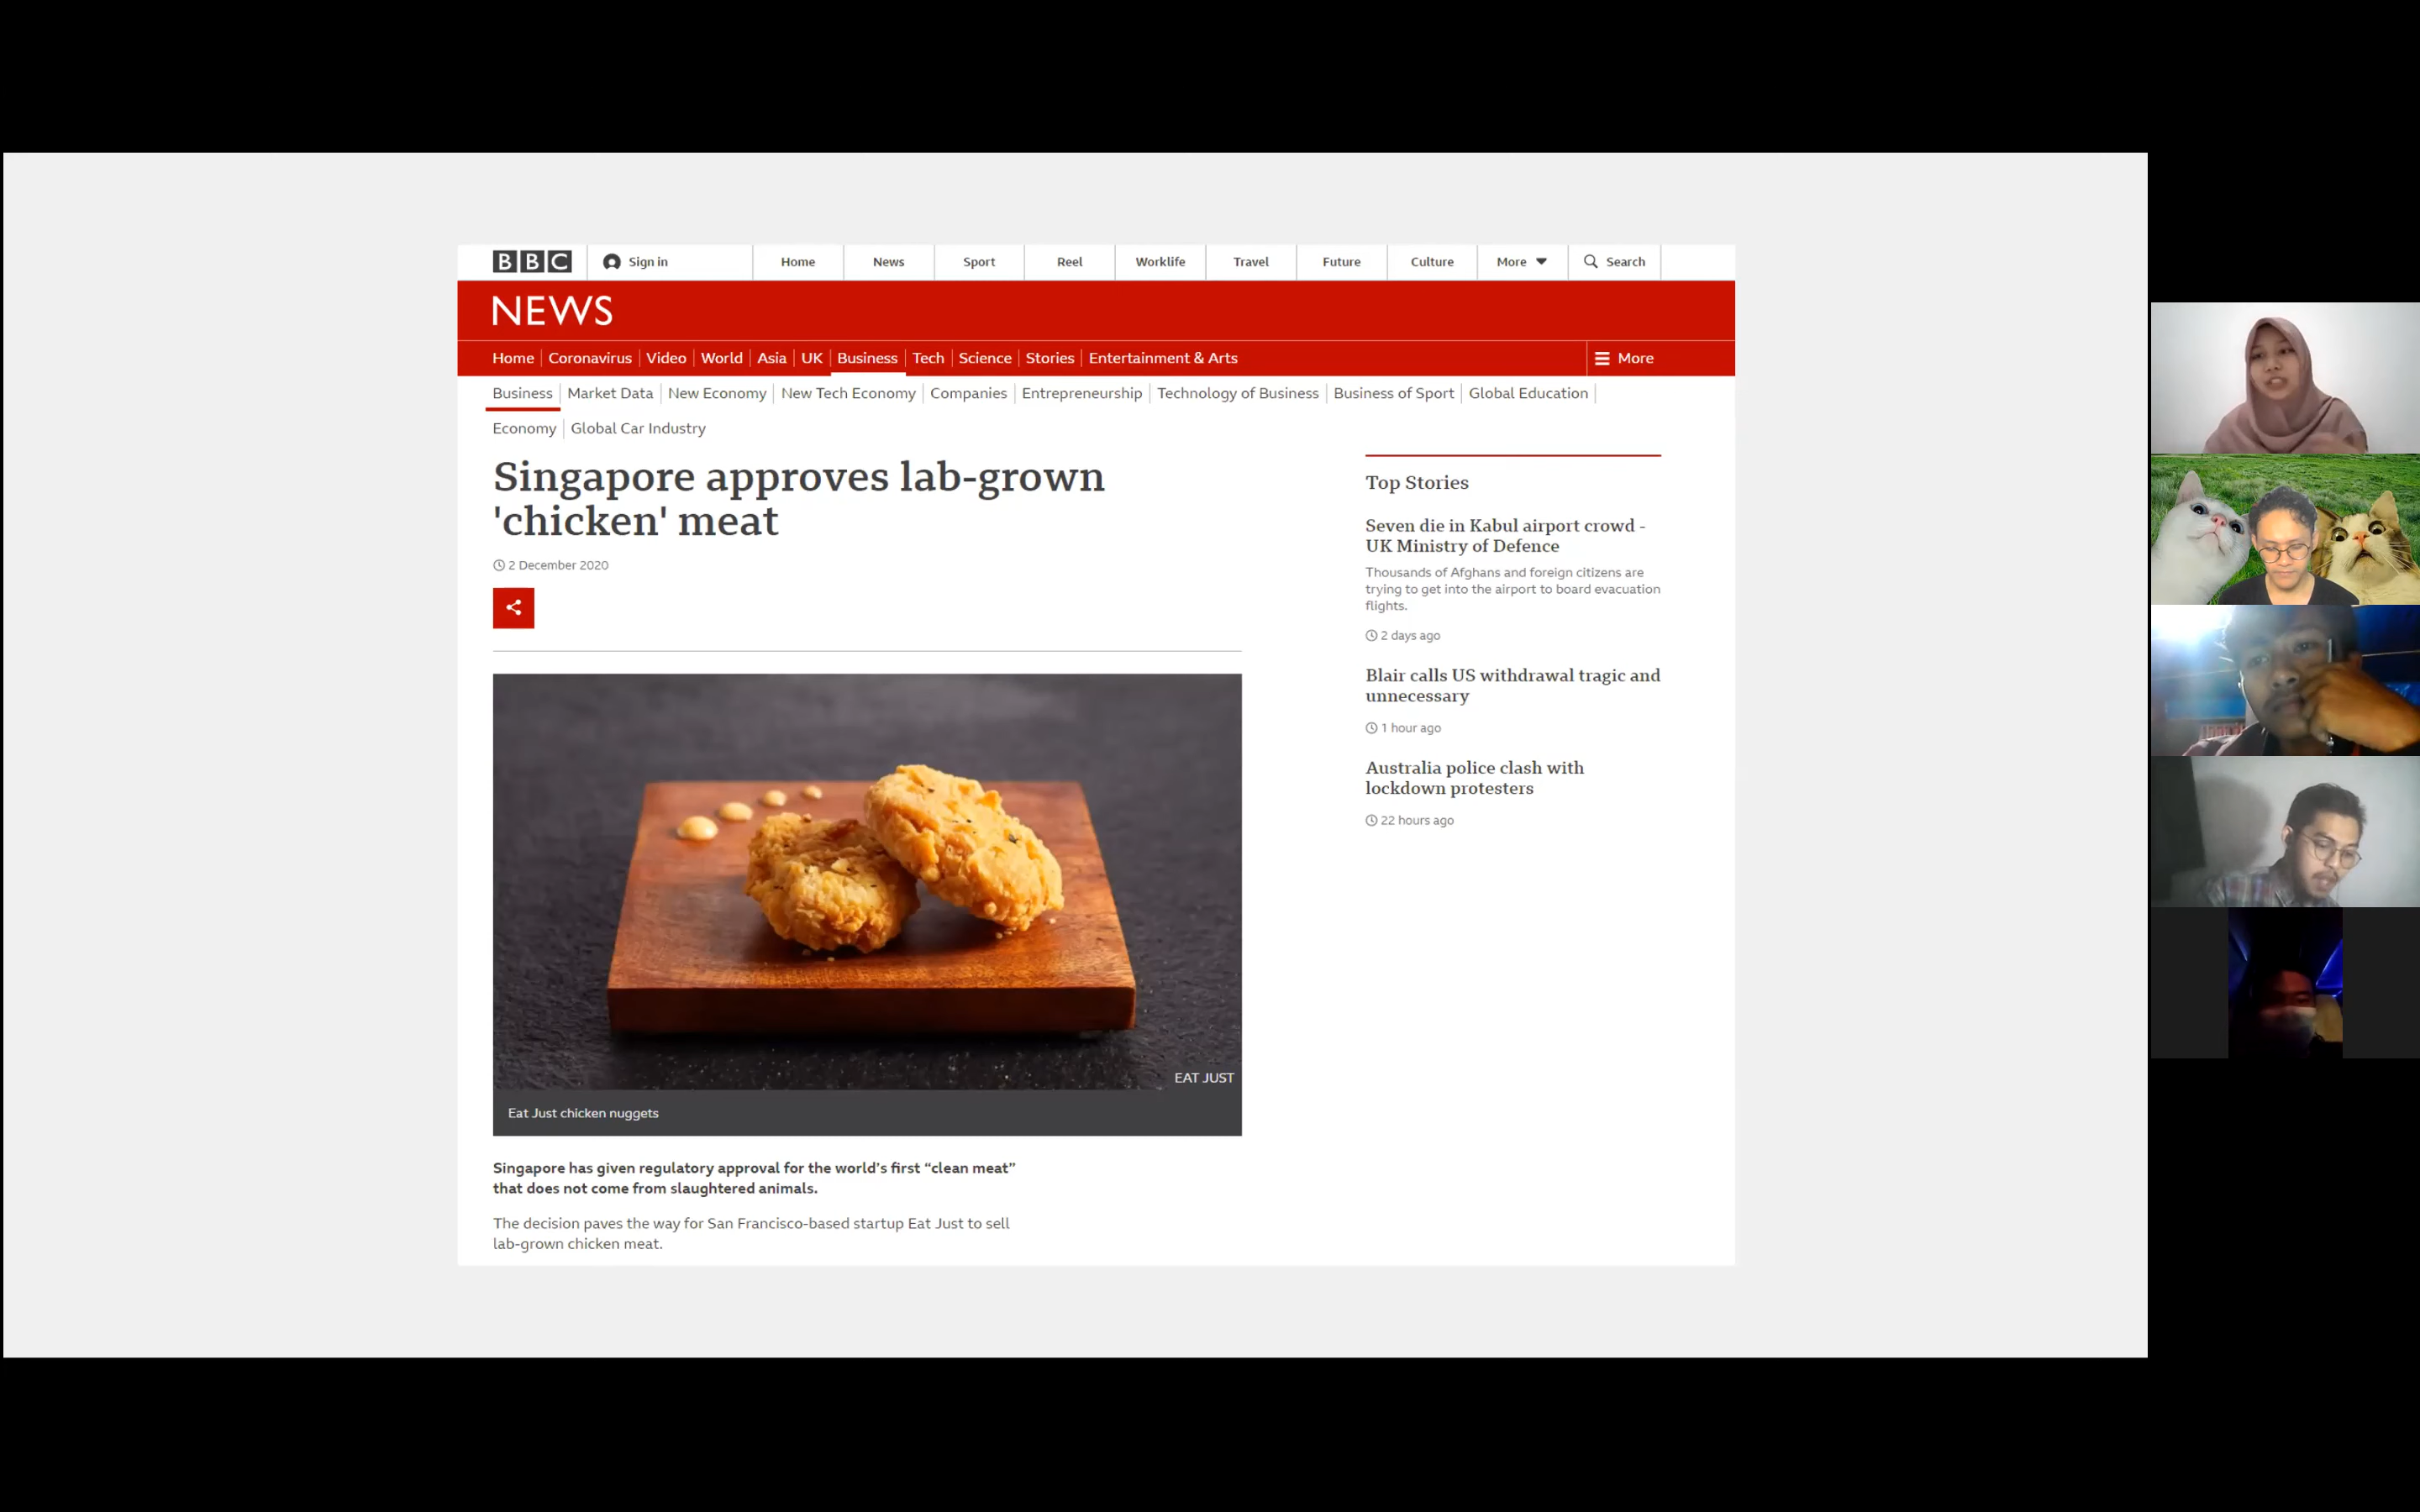 BBC Sign in Home News Sport Reel Worklife Travel Future Culture More Search
NEWS
Home Coronavirus Video World Asia UK Business Tech Science Stories Entertainment & Arts More
Business Market Data New Economy New Tech Economy Companies Entrepreneurship Technology of Business Business of Sport Global Education
Economy Global Car Industry
Singapore approves lab-grown
'chicken' meat
2 December 2020
EAT JUST
Eat Just chicken nuggets
Singapore has given regulatory approval for the world’s first “clean meat”
that does not come from slaughtered animals.
The decision paves the way for San Francisco-based startup Eat Just to sell
lab-grown chicken meat.
Top Stories
Seven die in Kabul airport crowd -
UK Ministry of Defence
Thousands of Afghans and foreign citizens are
trying to get into the airport to board evacuation
flights.
2 days ago
Blair calls US withdrawal tragic and
unnecessary
1 hour ago
Australia police clash with
lockdown protesters
22 hours ago